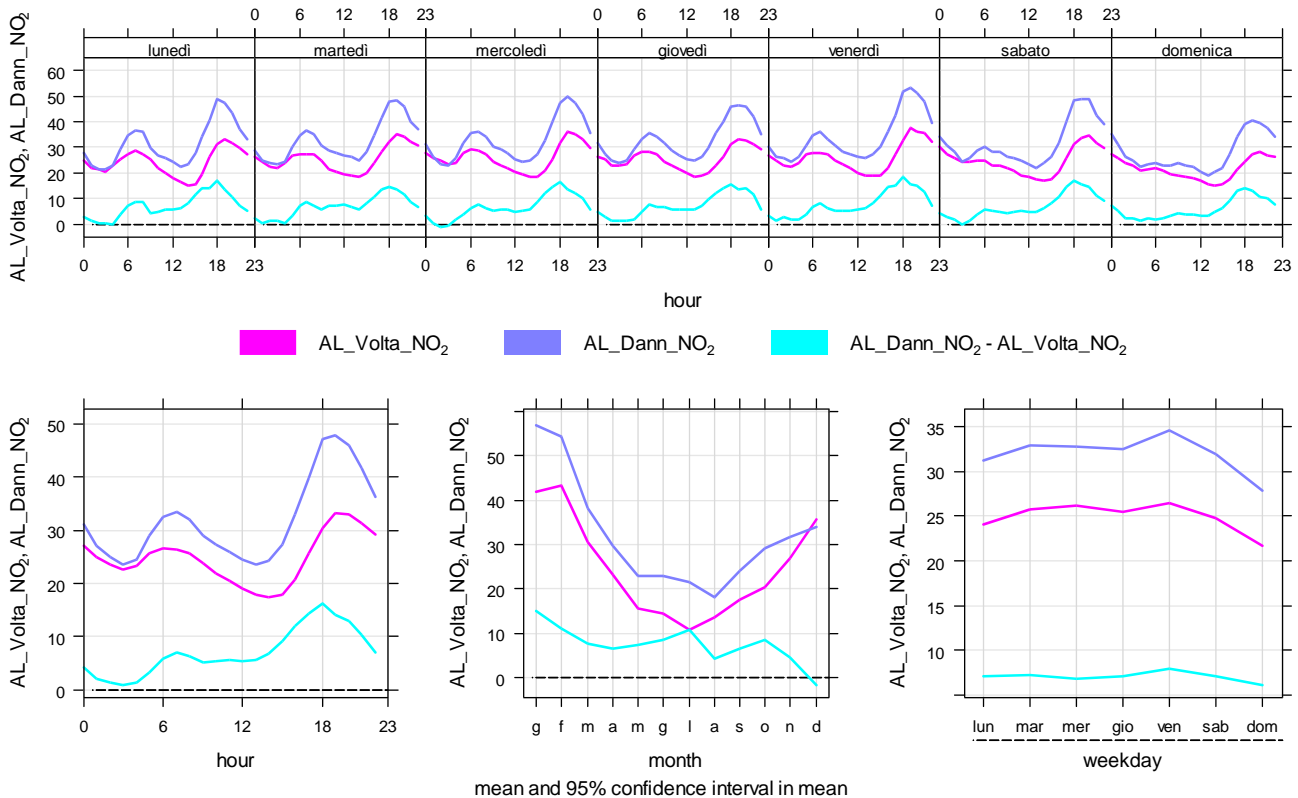 0 6 12 18 23 0 6 12 18 23 0 6 12 18 23 0 6 12 18 23
lunedì martedì mercoledì giovedì venerdì sabato domenica
AL_Volta_NO2, AL_Dann_NO2
60
50
40
30
20
10
0
0 6 12 18 23 0 6 12 18 23 0 6 12 18 23 0 6 12 18 23
hour
AL_Volta_NO2 AL_Dann_NO2 AL_Dann_NO2 - AL_Volta_NO2
AL_Volta_NO2, AL_Dann_NO2
50
40
30
20
10
0
0 6 12 18 23
hour
AL_Volta_NO2, AL_Dann_NO2
50
40
30
20
10
0
g f m a m g l a s o n d
month
AL_Volta_NO2, AL_Dann_NO2
35
30
25
20
15
10
lun mar mer gio ven sab dom
weekday
mean and 95% confidence interval in mean